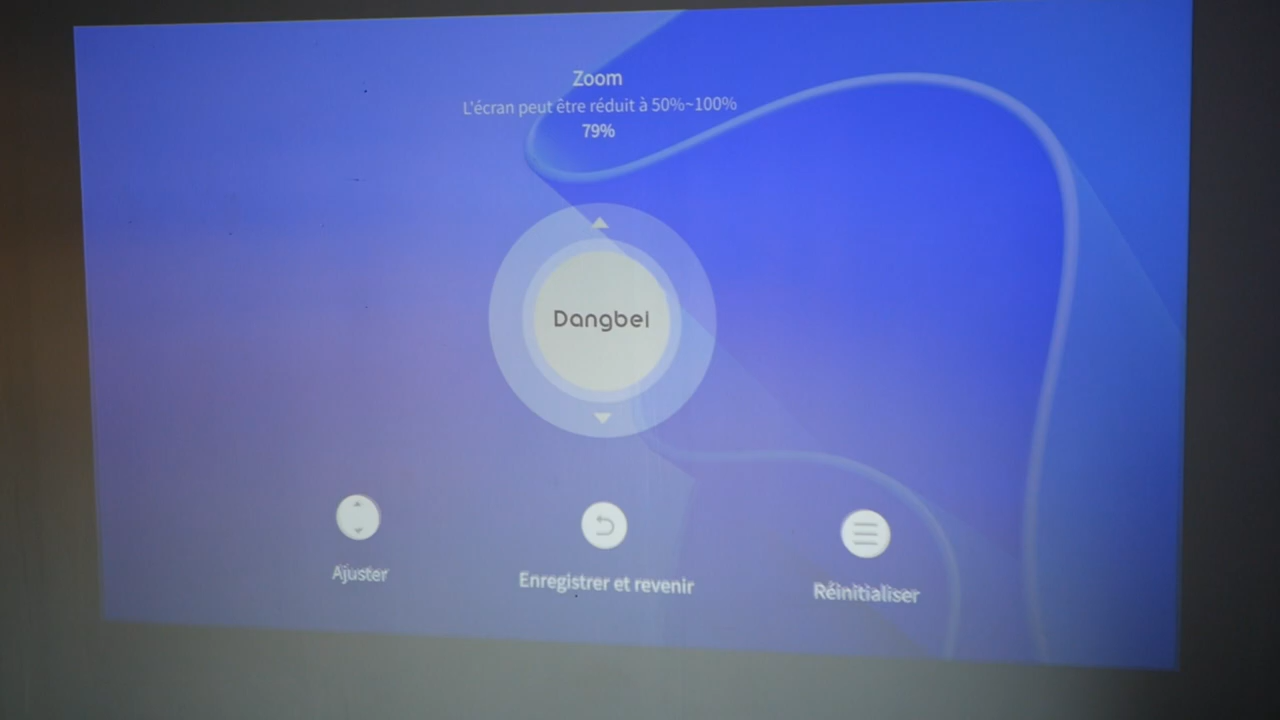 Zoom
L'écran peut être réduit à 50%~100%
79%
Dangbei
Ajuster
Enregistrer et revenir
Réinitialiser